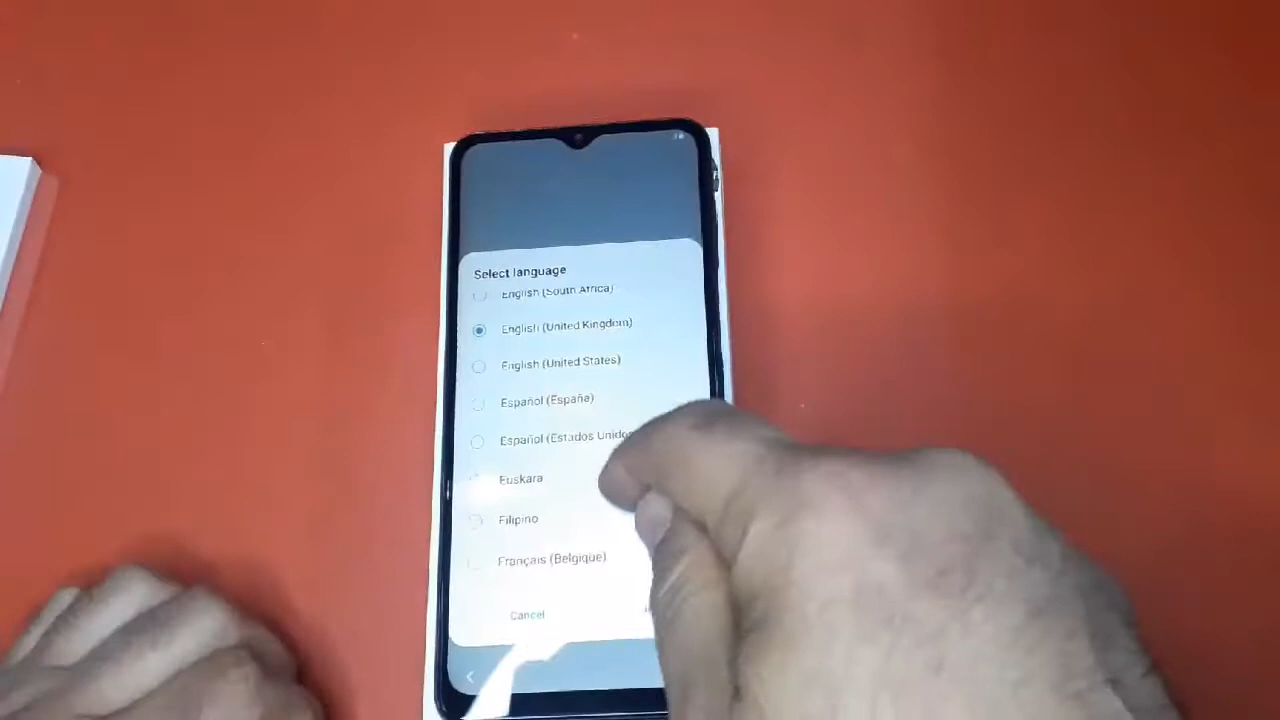 Select language
English (South Africa)
English (United Kingdom)
English (United States)
Español (España)
Español (Estados Unidos
Euskara
Filipino
Français (Belgique)
Cancel